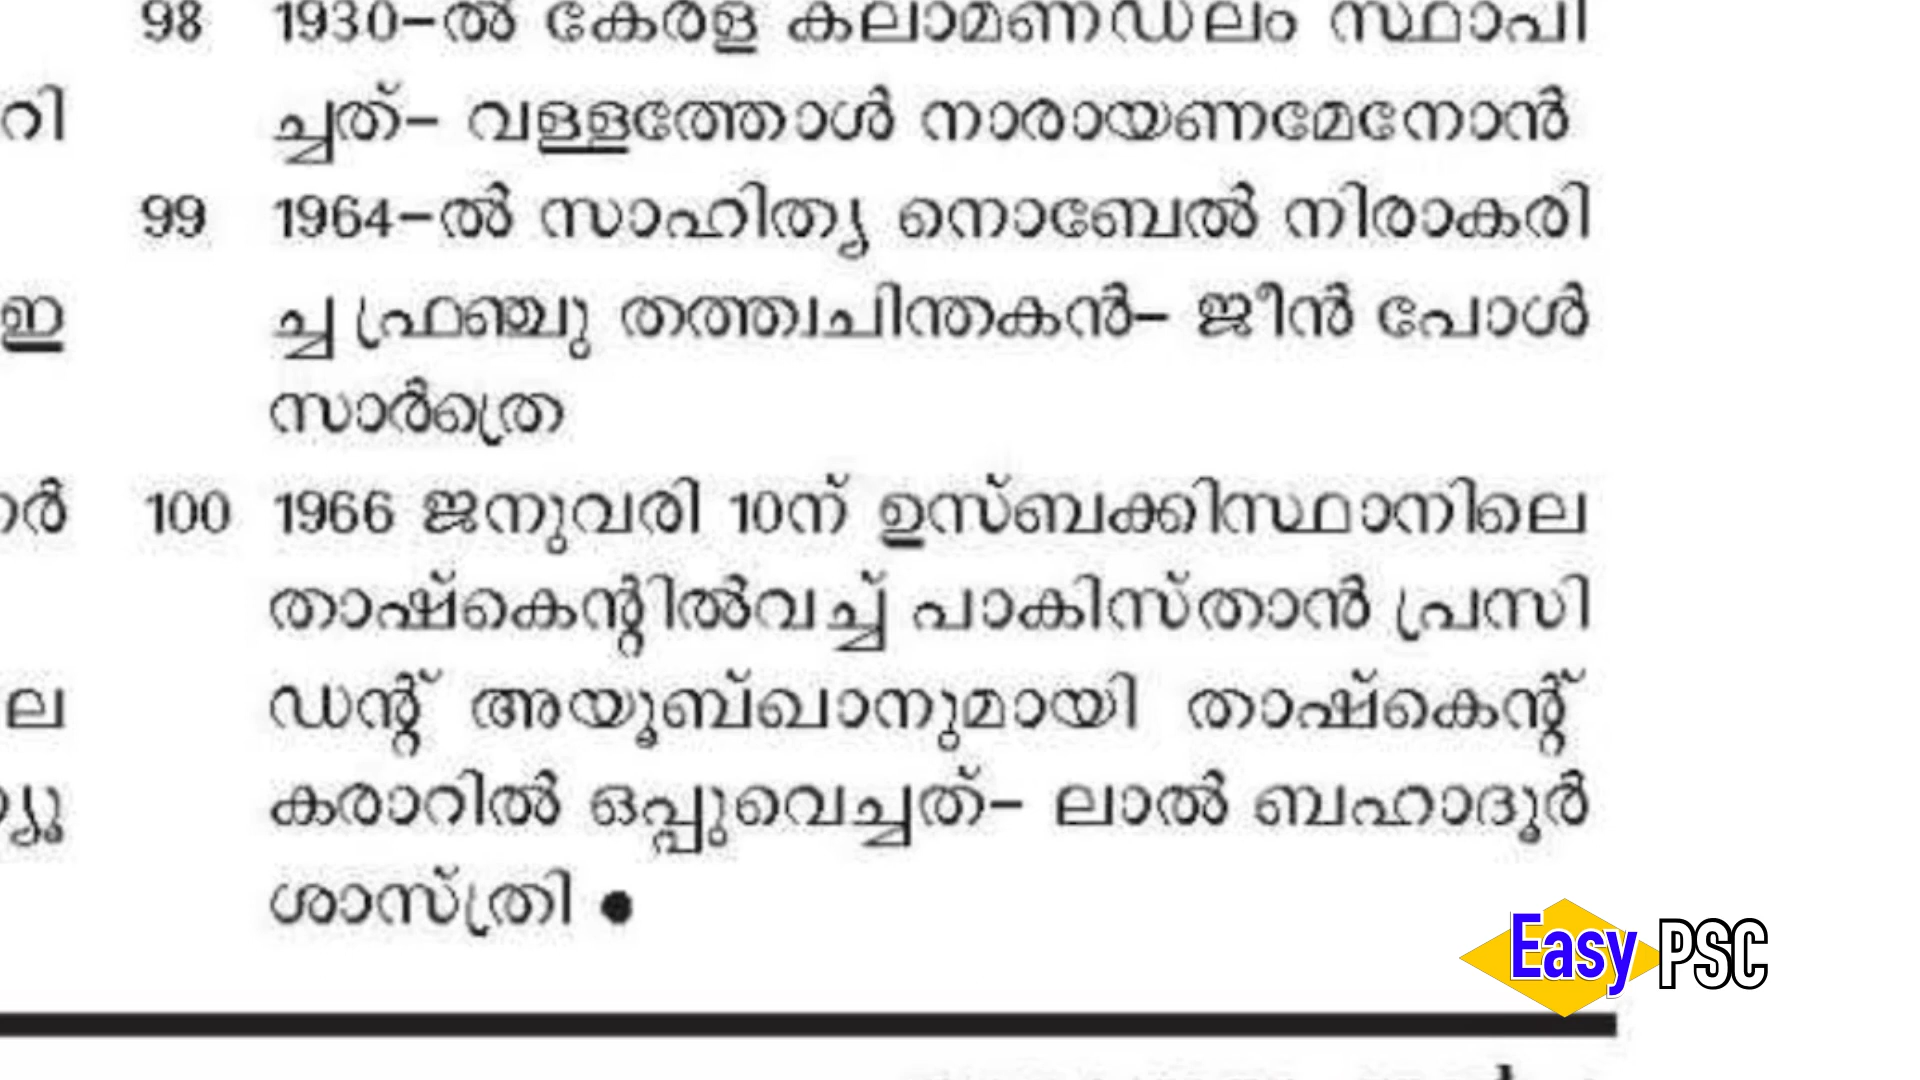 98 1930-ൽ കേരള കലാമണ്ഡലം സ്ഥാപി
ച്ചത്- വള്ളത്തോൾ നാരായണമേനോൻ
99 1964-ൽ സാഹിത്യ നൊബേൽ നിരാകരി
ച്ച ഫ്രഞ്ചു തത്ത്വചിന്തകൻ- ജീൻ പോൾ
സാർത്രെ
100 1966 ജനുവരി 10ന് ഉസ്ബക്കിസ്ഥാനിലെ
താഷ്കെന്റിൽവച്ച് പാകിസ്താൻ പ്രസി
ഡന്റ് അയൂബ്ഖാനുമായി താഷ്കെന്റ്
കരാറിൽ ഒപ്പുവെച്ചത്- ലാൽ ബഹാദൂർ
ശാസ്ത്രി ●
Easy PSC